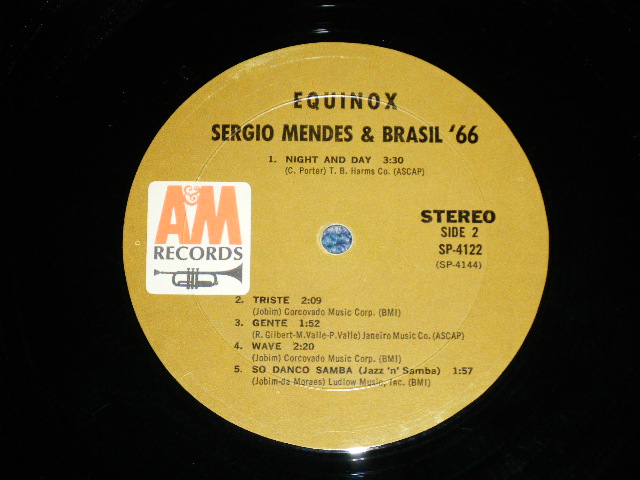 EQUINOX
SERGIO MENDES & BRASIL '66
1. NIGHT AND DAY 3:30
(C. Porter) T. B. Harms Co. (ASCAP)
A&M
RECORDS
STEREO
SIDE 2
SP-4122
(SP-4144)
2. TRISTE 2:09
(Jobim) Corcovado Music Corp. (BMI)
3. GENTE 1:52
(R. Gilbert-M.Valle-P.Valle) Janeiro Music Co. (ASCAP)
4. WAVE 2:20
(Jobim) Corcovado Music Corp. (BMI)
5. SO DANCO SAMBA (Jazz 'n' Samba) 1:57
(Jobim-de Moraes) Ludlow Music, Inc. (BMI)